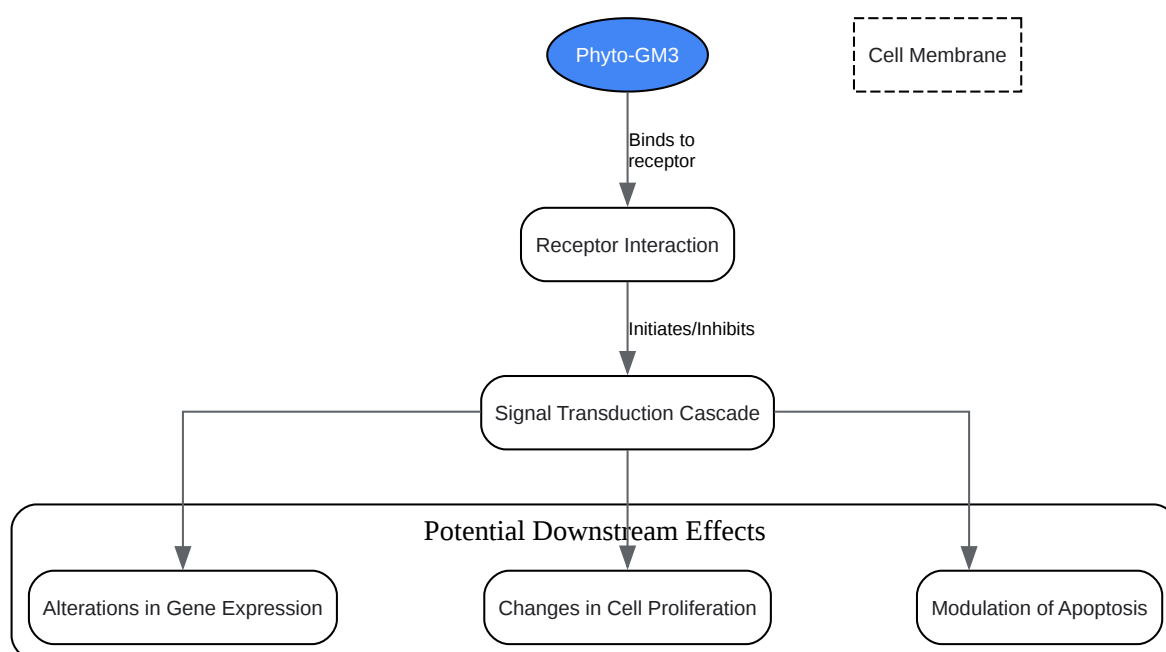 Phyto-GM3
Cell Membrane
Binds to
receptor
Receptor Interaction
Initiates/Inhibits
Signal Transduction Cascade
Potential Downstream Effects
Alterations in Gene Expression
Changes in Cell Proliferation
Modulation of Apoptosis